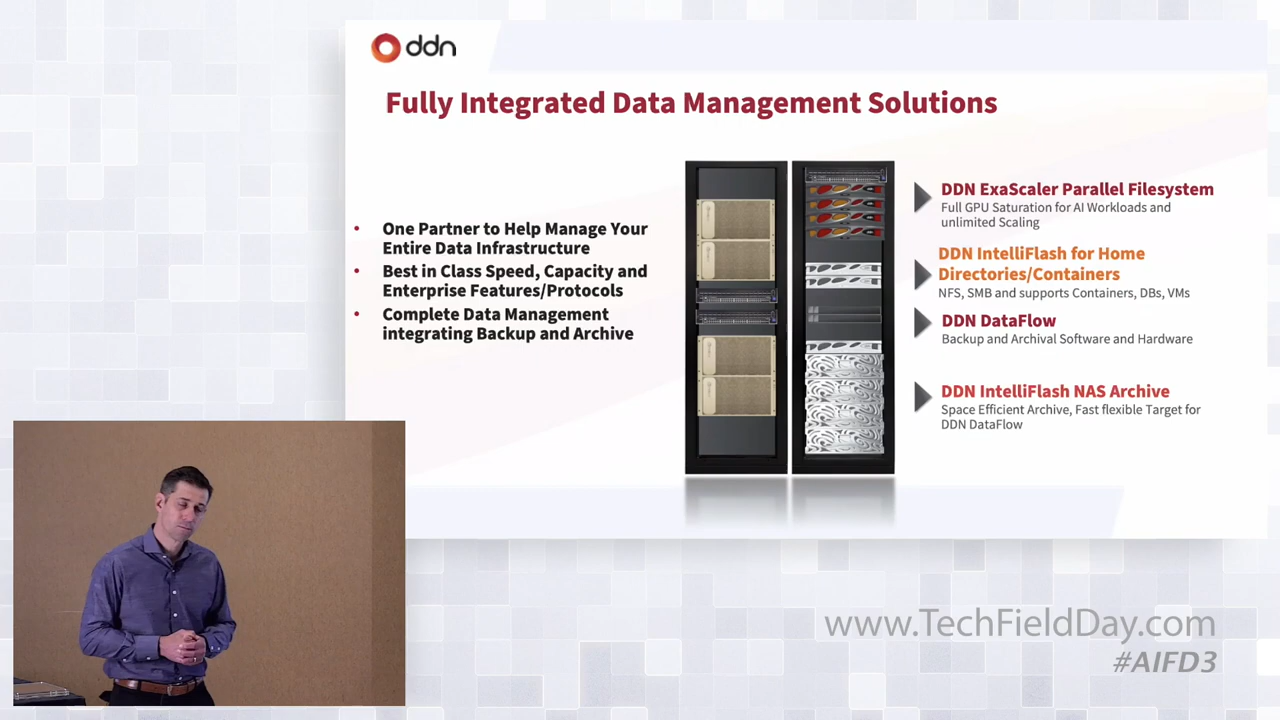 ddn
Fully Integrated Data Management Solutions
• One Partner to Help Manage Your
Entire Data Infrastructure
• Best in Class Speed, Capacity and
Enterprise Features/Protocols
• Complete Data Management
integrating Backup and Archive
DDN ExaScaler Parallel Filesystem
Full GPU Saturation for AI Workloads and
unlimited Scaling
DDN IntelliFlash for Home
Directories/Containers
NFS, SMB and supports Containers, DBs, VMs
DDN DataFlow
Backup and Archival Software and Hardware
DDN IntelliFlash NAS Archive
Space Efficient Archive, Fast flexible Target for
DDN DataFlow
www.TechFieldDay.com
#AIFD3